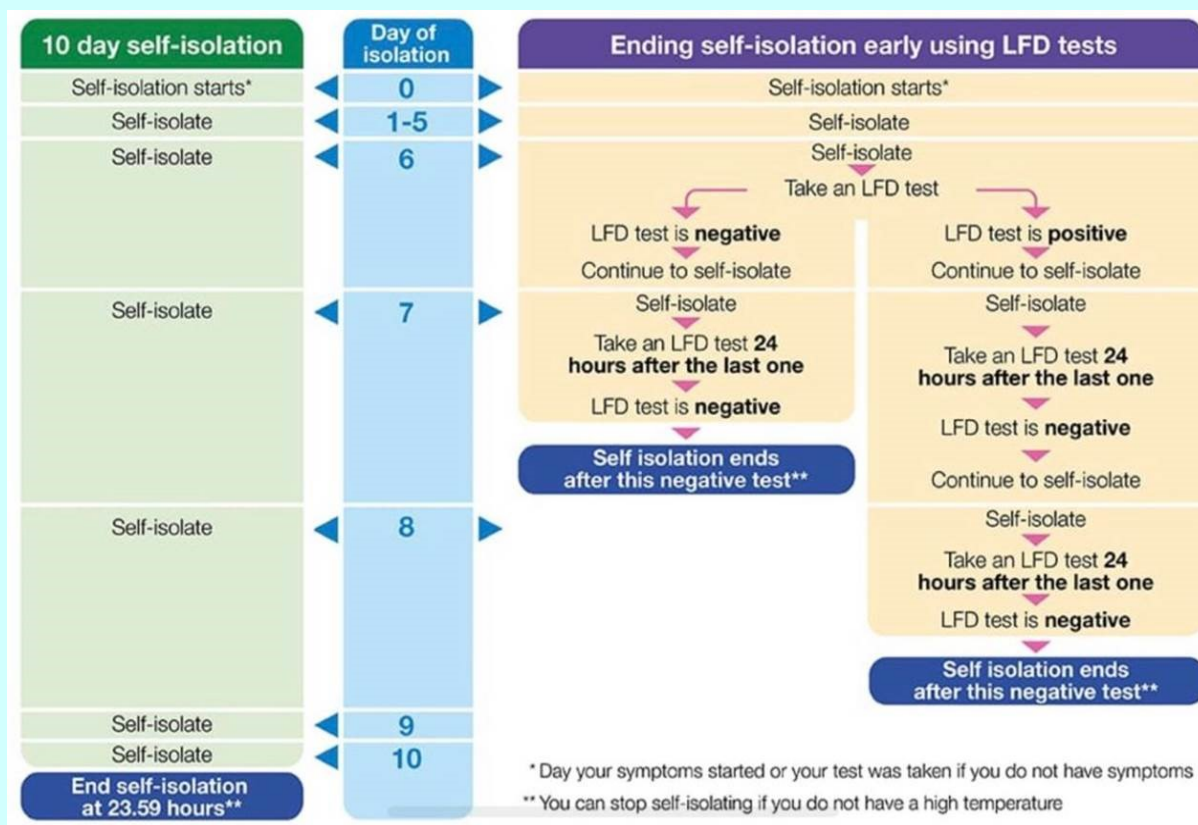 10 day self-isolation
Day of
isolation
Ending self-isolation early using LFD tests
Self-isolation starts*
0
Self-isolation starts*
Self-isolate
1-5
Self-isolate
Self-isolate
6
Self-isolate
Take an LFD test
LFD test is negative
Continue to self-isolate
LFD test is positive
Continue to self-isolate
Self-isolate
7
Self-isolate
Take an LFD test 24
hours after the last one
LFD test is negative
Self isolation ends
after this negative test**
Self-isolate
Take an LFD test 24
hours after the last one
LFD test is negative
Continue to self-isolate
Self-isolate
8
Self-isolate
Take an LFD test 24
hours after the last one
LFD test is negative
Self isolation ends
after this negative test**
Self-isolate
9
Self-isolate
10
End self-isolation
at 23.59 hours**
* Day your symptoms started or your test was taken if you do not have symptoms
** You can stop self-isolating if you do not have a high temperature